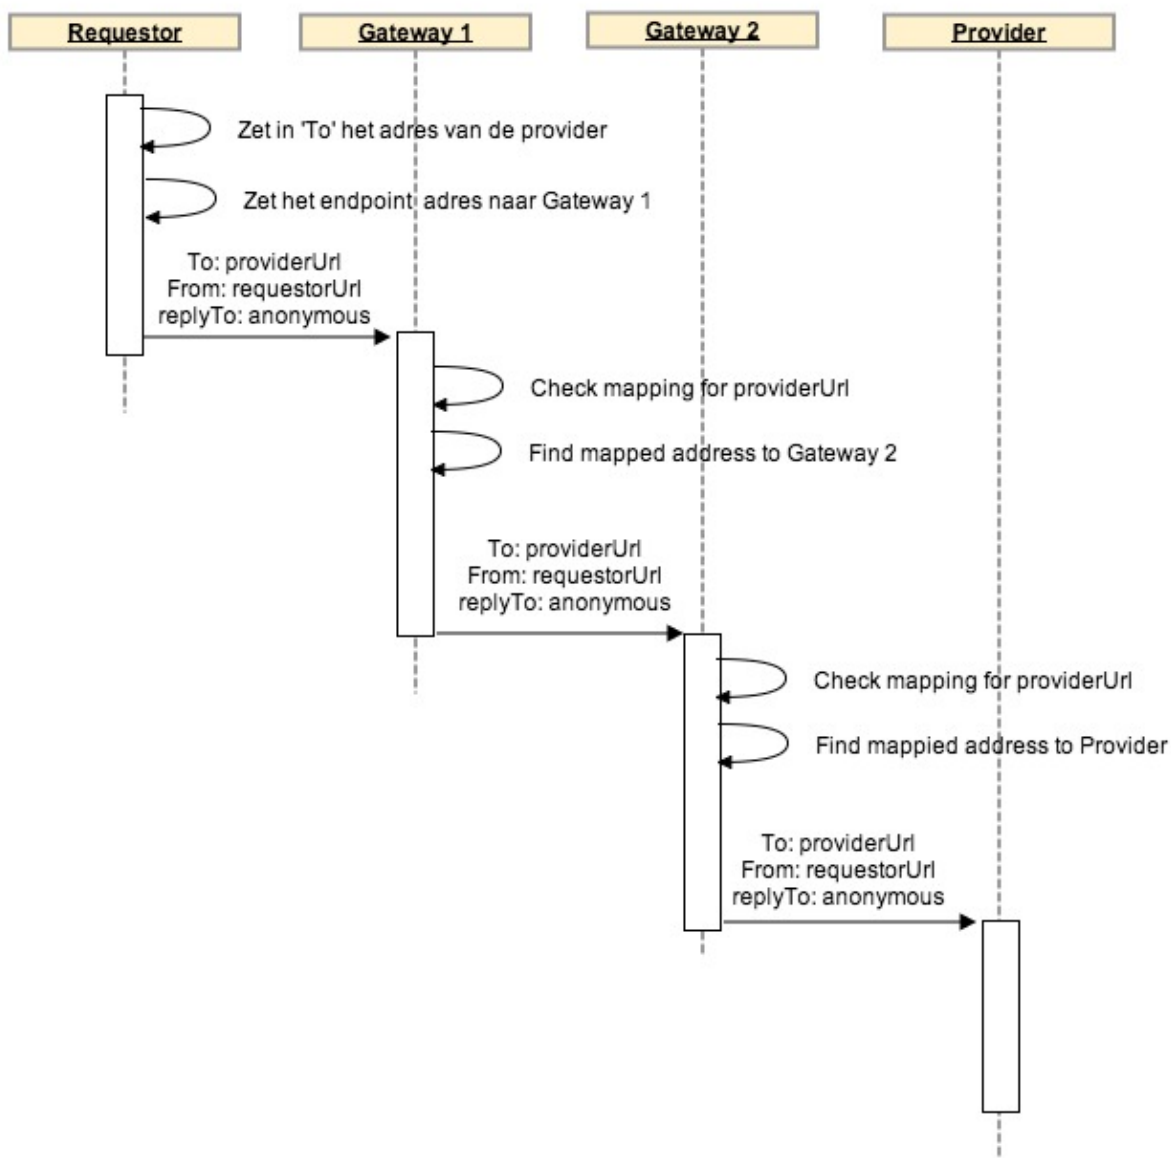 Requestor
Gateway 1
Gateway 2
Provider
Zet in 'To' het adres van de provider
Zet het endpoint adres naar Gateway 1
To: providerUrl
From: requestorUrl
replyTo: anonymous
Check mapping for providerUrl
Find mapped address to Gateway 2
To: providerUrl
From: requestorUrl
replyTo: anonymous
Check mapping for providerUrl
Find mappied address to Provider
To: providerUrl
From: requestorUrl
replyTo: anonymous